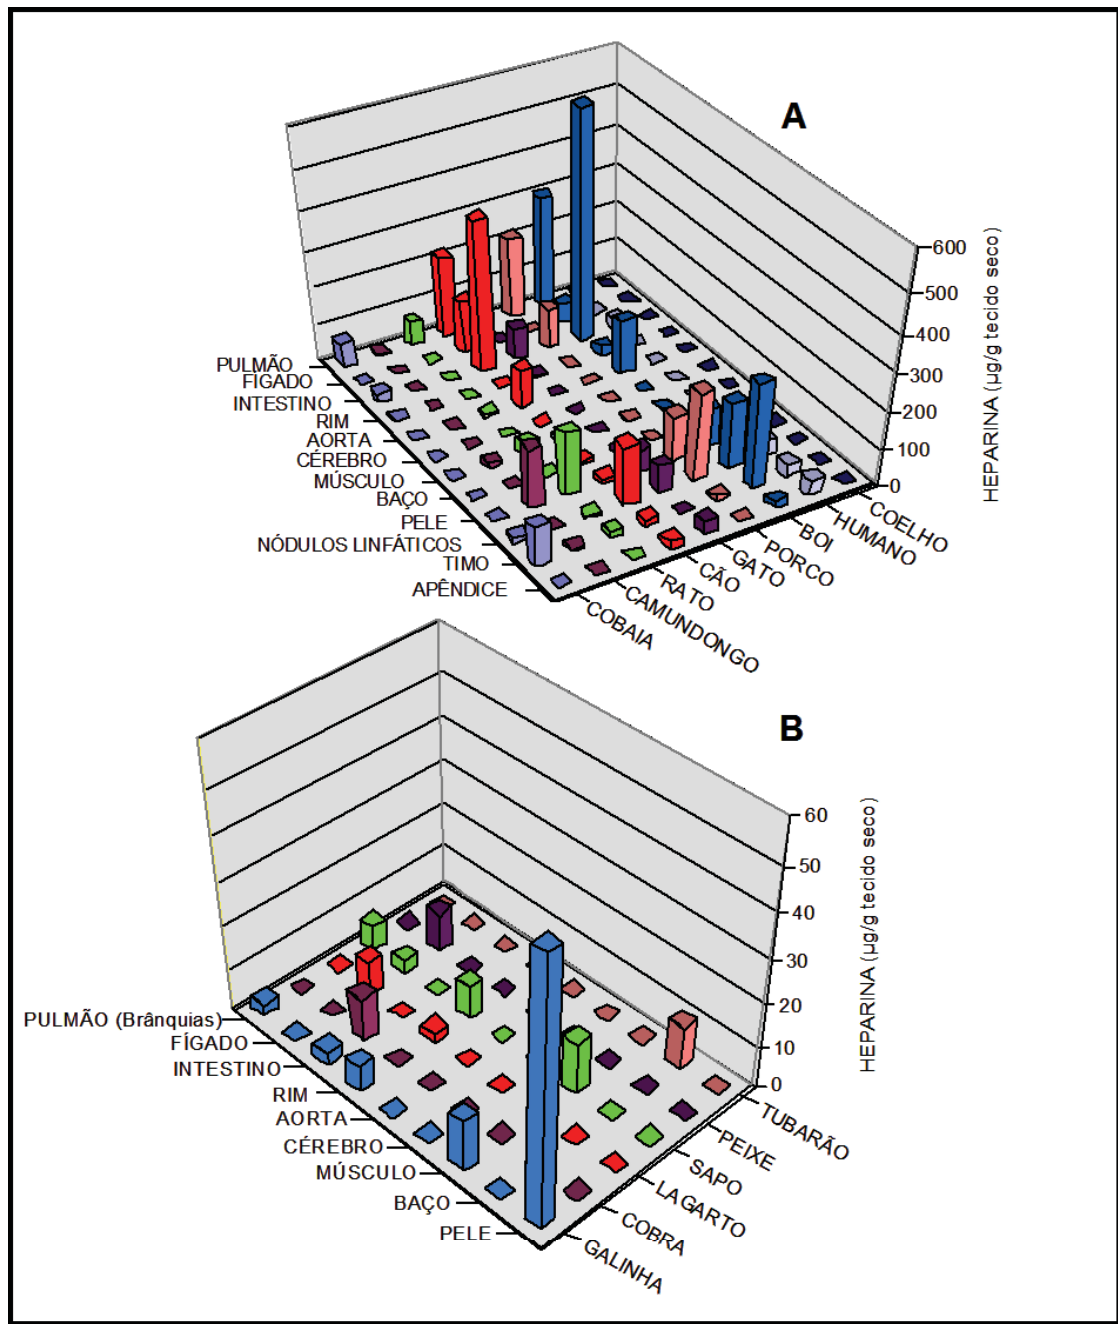 A
600
500
400
300
200
100
0
HEPARINA (µg/g tecido seco)
PULMÃO
FÍGADO
INTESTINO
RIM
AORTA
CÉREBRO
MÚSCULO
BAÇO
PELE
NÓDULOS LINFÁTICOS
TIMO
APÊNDICE
COELHO
HUMANO
BOI
PORCO
GATO
CÃO
RATO
CAMUNDONGO
COBAIA
B
60
50
40
30
20
10
0
HEPARINA (µg/g tecido seco)
PULMÃO (Brânquias)
FÍGADO
INTESTINO
RIM
AORTA
CÉREBRO
MÚSCULO
BAÇO
PELE
TUBARÃO
PEIXE
SAPO
LAGARTO
COBRA
GALINHA